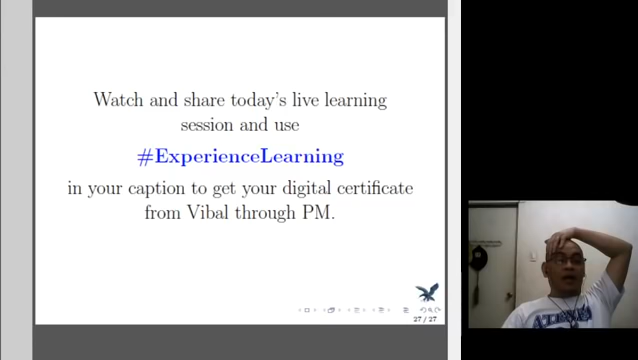 Watch and share today's live learning
session and use
#ExperienceLearning
in your caption to get your digital certificate
from Vibal through PM.
27 / 27